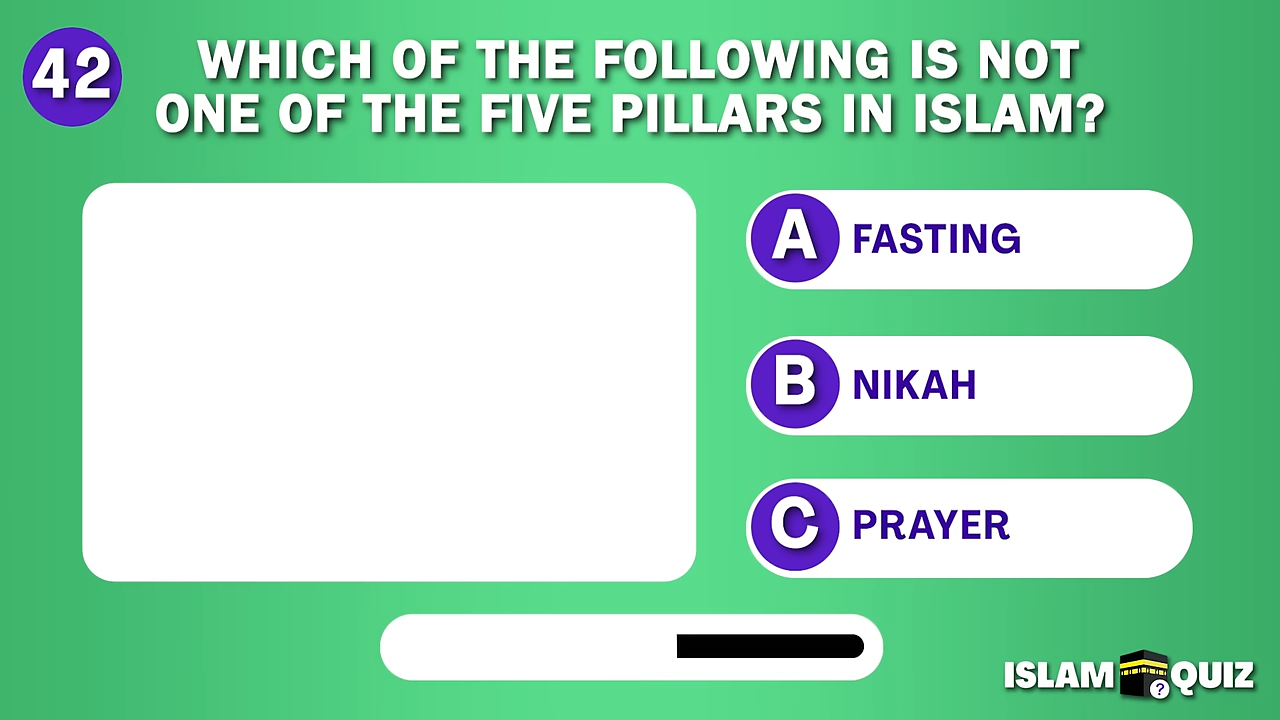 42
WHICH OF THE FOLLOWING IS NOT
ONE OF THE FIVE PILLARS IN ISLAM?
A FASTING
B NIKAH
C PRAYER
ISLAM ? QUIZ